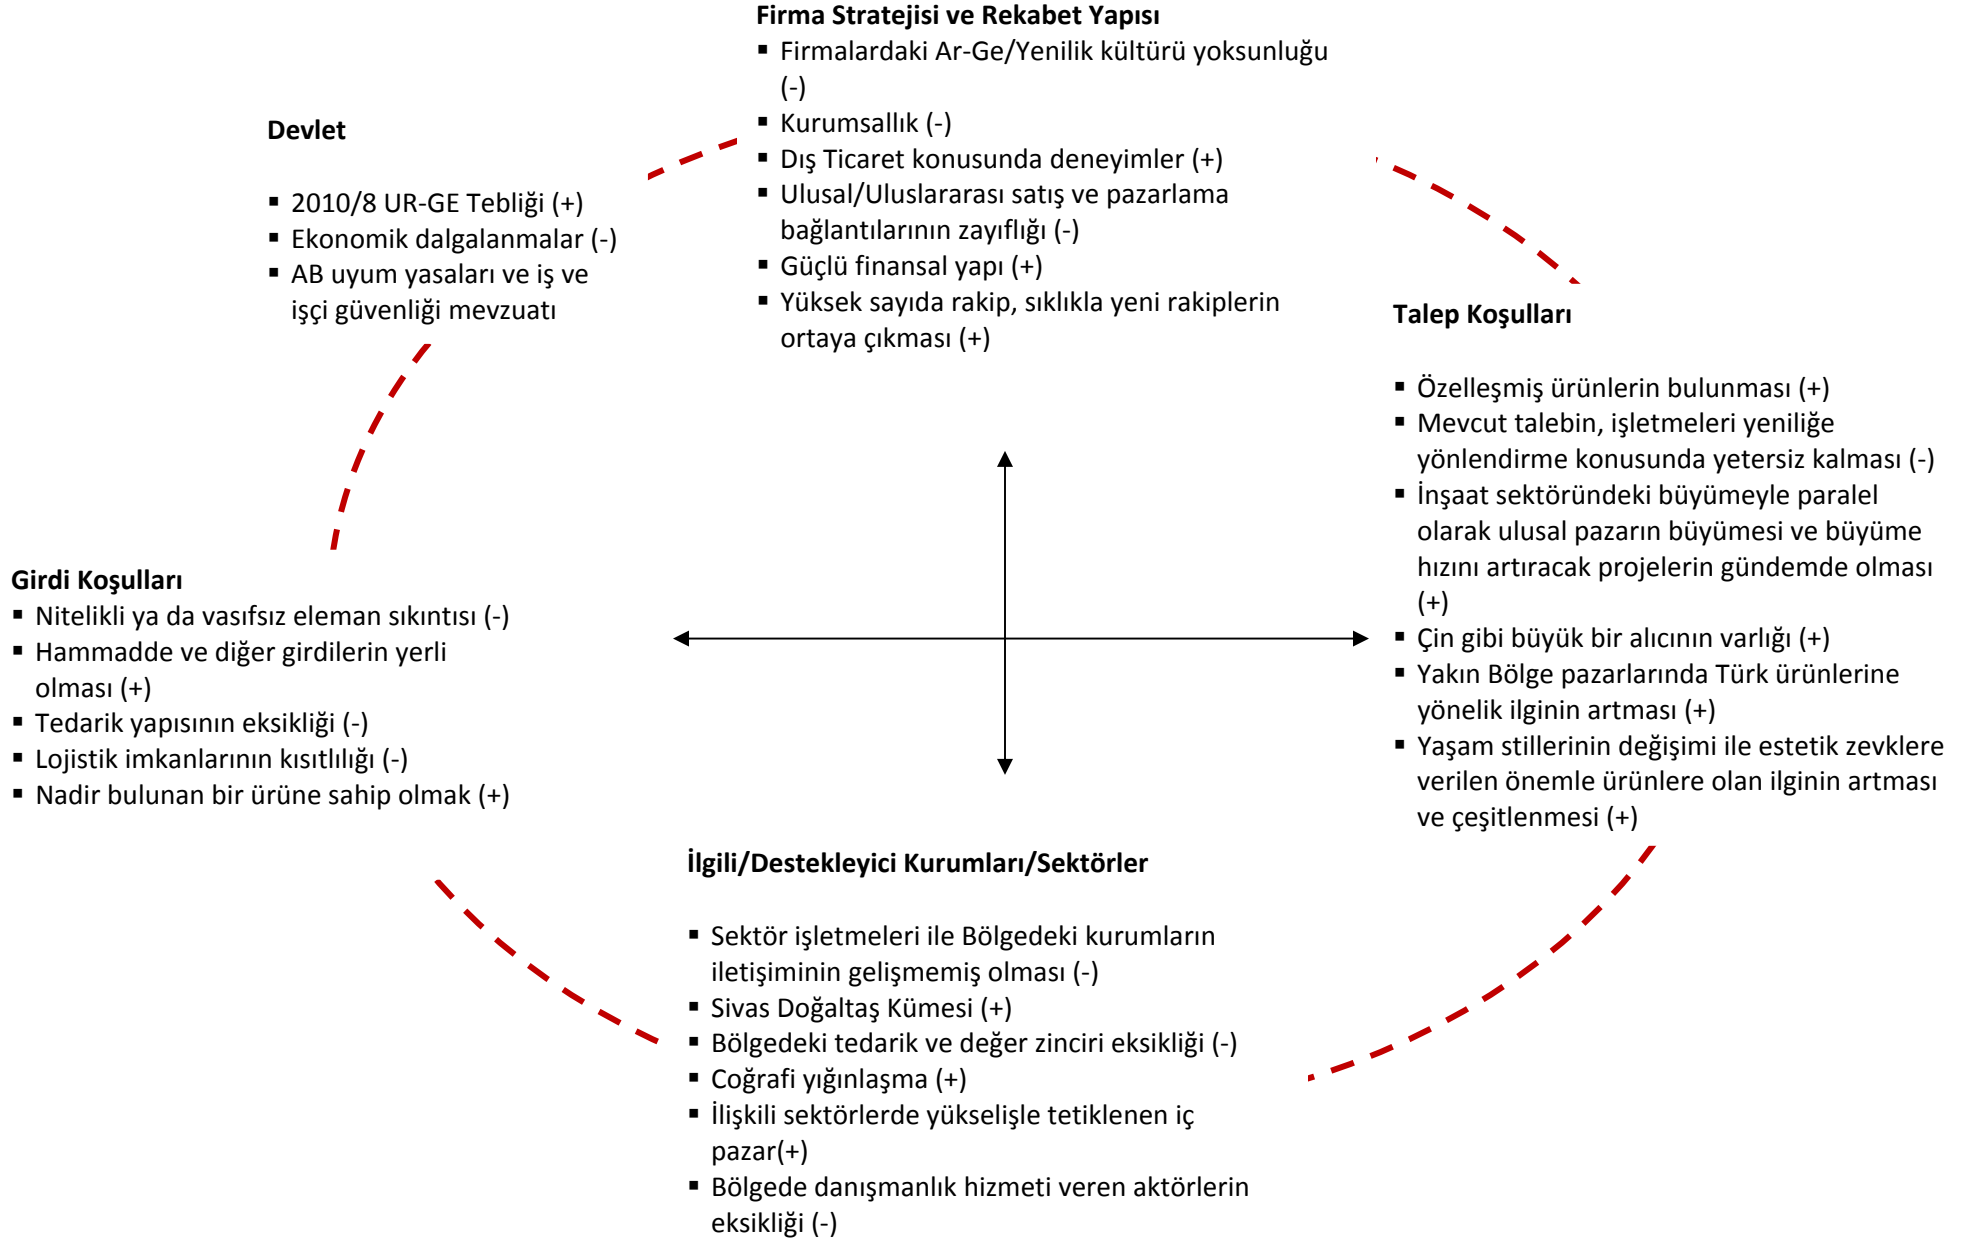 Firma Stratejisi ve Rekabet Yapısı
▪ Firmalardaki Ar-Ge/Yenilik kültürü yoksunluğu
(-)
▪ Kurumsallık (-)
▪ Dış Ticaret konusunda deneyimler (+)
▪ Ulusal/Uluslararası satış ve pazarlama
bağlantılarının zayıflığı (-)
▪ Güçlü finansal yapı (+)
▪ Yüksek sayıda rakip, sıklıkla yeni rakiplerin
ortaya çıkması (+)
Devlet
▪ 2010/8 UR-GE Tebliği (+)
▪ Ekonomik dalgalanmalar (-)
▪ AB uyum yasaları ve iş ve
işçi güvenliği mevzuatı
Talep Koşulları
▪ Özelleşmiş ürünlerin bulunması (+)
▪ Mevcut talebin, işletmeleri yeniliğe
yönlendirme konusunda yetersiz kalması (-)
▪ İnşaat sektöründeki büyümeyle paralel
olarak ulusal pazarın büyümesi ve büyüme
hızını artıracak projelerin gündemde olması
(+)
▪ Çin gibi büyük bir alıcının varlığı (+)
▪ Yakın Bölge pazarlarında Türk ürünlerine
yönelik ilginin artması (+)
▪ Yaşam stillerinin değişimi ile estetik zevklere
verilen önemle ürünlere olan ilginin artması
ve çeşitlenmesi (+)
Girdi Koşulları
▪ Nitelikli ya da vasıfsız eleman sıkıntısı (-)
▪ Hammadde ve diğer girdilerin yerli
olması (+)
▪ Tedarik yapısının eksikliği (-)
▪ Lojistik imkanlarının kısıtlılığı (-)
▪ Nadir bulunan bir ürüne sahip olmak (+)
İlgili/Destekleyici Kurumları/Sektörler
▪ Sektör işletmeleri ile Bölgedeki kurumların
iletişiminin gelişmemiş olması (-)
▪ Sivas Doğaltaş Kümesi (+)
▪ Bölgedeki tedarik ve değer zinciri eksikliği (-)
▪ Coğrafi yığınlaşma (+)
▪ İlişkili sektörlerde yükselişle tetiklenen iç
pazar(+)
▪ Bölgede danışmanlık hizmeti veren aktörlerin
eksikliği (-)